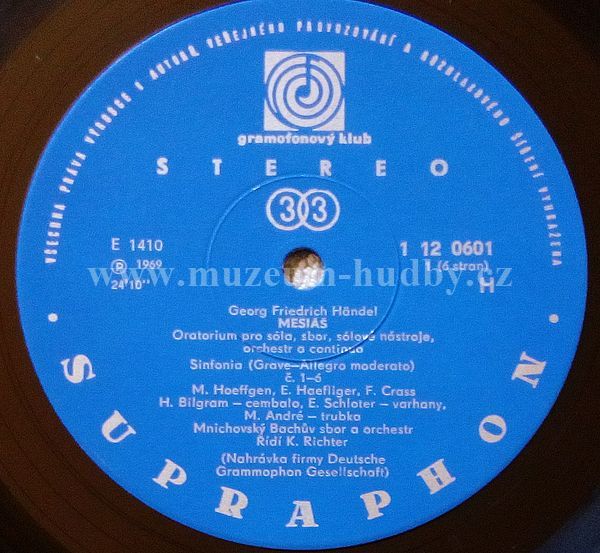 VŠECHNA PRÁVA VÝROBCE I AUTORA VEŘEJNÉHO PROVOZOVÁNÍ A ROZHLASOVÉHO ŠÍŘENÍ VYHRAZENA
gramofonový klub
STEREO
33
E 1410
℗ 1969
24'10"
1 12 0601
1 (6 stran)
H
www.muzeum-hudby.cz
Georg Friedrich Händel
MESIÁŠ
Oratorium pro sóla, sbor, sólové nástroje,
orchestr a continuo
Sinfonia (Grave—Allegro moderato)
č. 1–6
M. Hoeffgen, E. Haefliger, F. Crass
H. Bilgram — cembalo, E. Schloter — varhany,
M. André — trubka
Mnichovský Bachův sbor a orchestr
Řídí K. Richter
(Nahrávka firmy Deutsche
Grammophon Gesellschaft)
• SUPRAPHON •